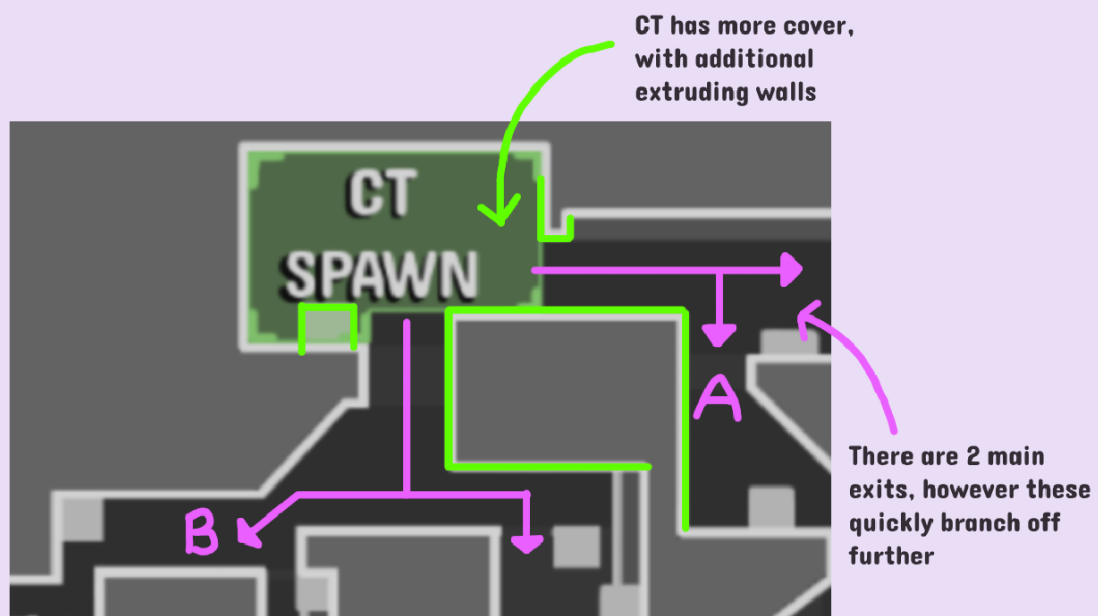 CT has more cover,
with additional
extruding walls
CT
SPAWN
A
There are 2 main
exits, however these
quickly branch off
further
B